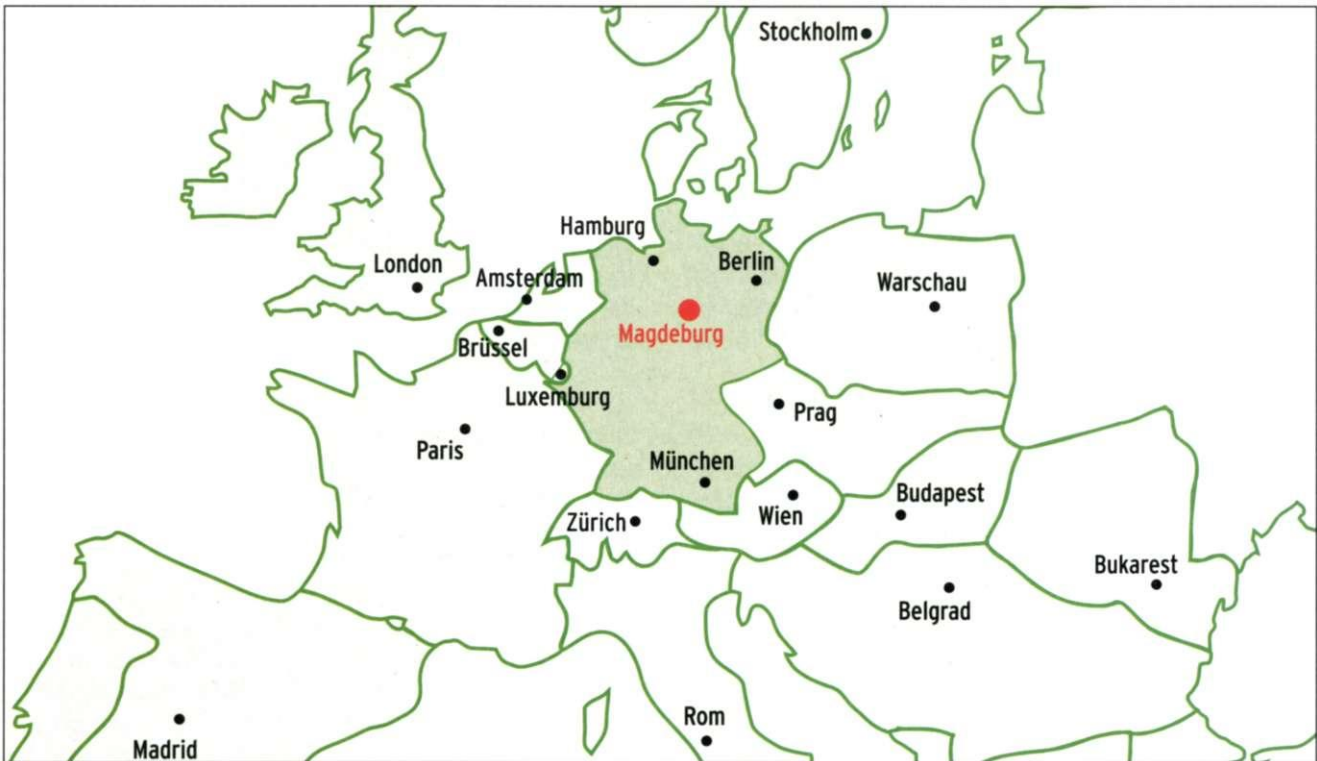 Stockholm
Hamburg
London
Amsterdam
Berlin
Warschau
Magdeburg
Brüssel
Luxemburg
Prag
Paris
München
Budapest
Zürich
Wien
Bukarest
Belgrad
Rom
Madrid